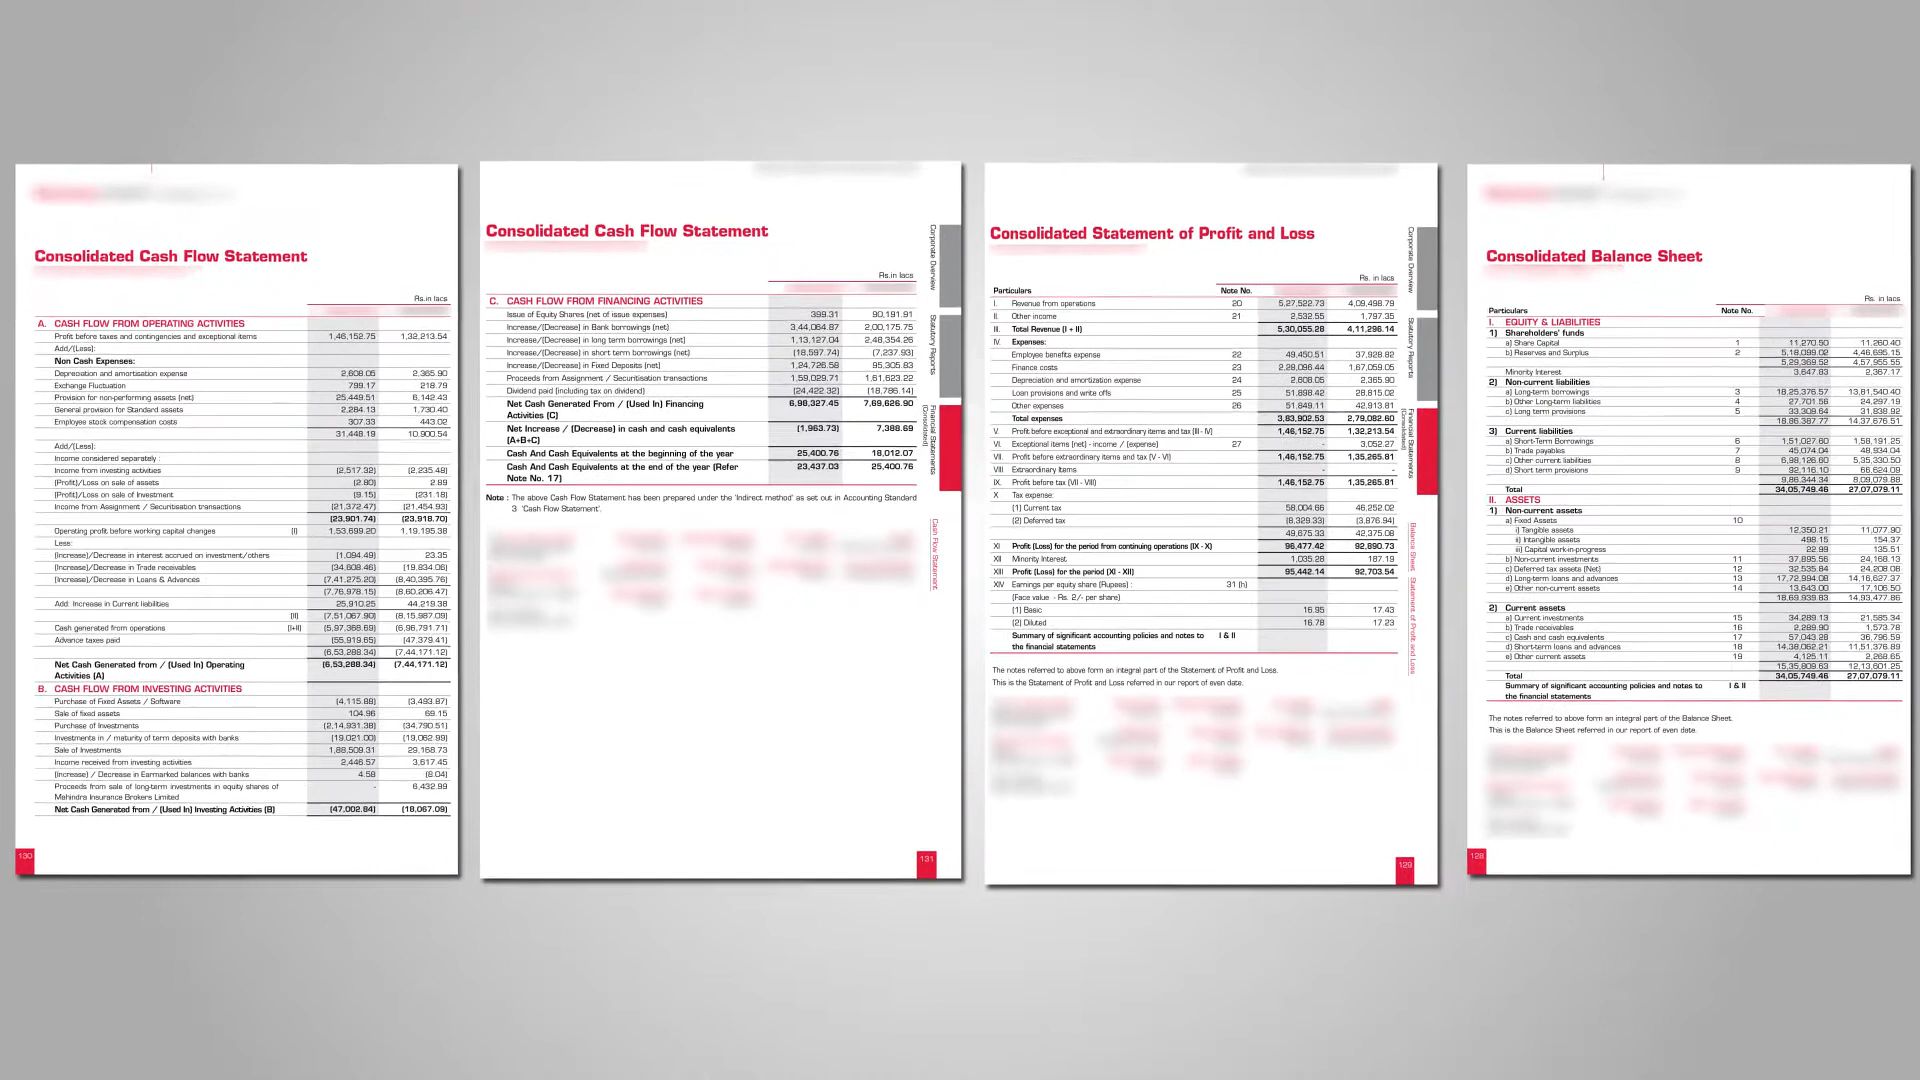 Consolidated Cash Flow Statement
Rs.in lacs
A. CASH FLOW FROM OPERATING ACTIVITIES
Profit before taxes and contingencies and exceptional items 1,46,152.75 1,32,213.54
Add/(Less):
Non Cash Expenses:
Depreciation and amortisation expense 2,608.05 2,365.90
Exchange Fluctuation 799.17 218.79
Provision for non-performing assets (net) 25,449.51 6,142.43
General provision for Standard assets 2,284.13 1,730.40
Employee stock compensation costs 307.33 443.02
31,448.19 10,900.54
Add/(Less):
Income considered separately :
Income from investing activities (2,517.32) (2,235.48)
(Profit)/Loss on sale of assets (2.80) 2.89
(Profit)/Loss on sale of Investment (9.15) (231.18)
Income from Assignment / Securitisation transactions (21,372.47) (21,454.93)
(23,901.74) (23,918.70)
Operating profit before working capital changes (I) 1,53,699.20 1,19,195.38
Less:
(Increase)/Decrease in interest accrued on investment/others (1,094.49) 23.35
(Increase)/Decrease in Trade receivables (34,608.46) (19,834.06)
(Increase)/Decrease in Loans & Advances (7,41,275.20) (8,40,395.76)
(7,76,978.15) (8,60,206.47)
Add: Increase in Current liabilities 25,910.25 44,219.38
(II) (7,51,067.90) (8,15,987.09)
Cash generated from operations (I+II) (5,97,368.69) (6,96,791.71)
Advance taxes paid (55,919.65) (47,379.41)
(6,53,288.34) (7,44,171.12)
Net Cash Generated from / (Used In) Operating (6,53,288.34) (7,44,171.12)
Activities (A)
B. CASH FLOW FROM INVESTING ACTIVITIES
Purchase of Fixed Assets / Software (4,115.88) (3,493.87)
Sale of fixed assets 104.96 69.15
Purchase of Investments (2,14,931.38) (34,790.51)
Investments in / maturity of term deposits with banks (19,021.00) (19,062.99)
Sale of Investments 1,88,509.31 29,168.73
Income received from investing activities 2,446.57 3,617.45
(Increase) / Decrease in Earmarked balances with banks 4.58 (8.04)
Proceeds from sale of long-term investments in equity shares of - 6,432.99
Mahindra Insurance Brokers Limited
Net Cash Generated from / (Used In) Investing Activities (B) (47,002.84) (18,067.09)
130
Consolidated Cash Flow Statement
Rs.in lacs
C. CASH FLOW FROM FINANCING ACTIVITIES
Issue of Equity Shares (net of issue expenses) 399.31 90,191.91
Increase/(Decrease) in Bank borrowings (net) 3,44,064.87 2,00,175.75
Increase/(Decrease) in long term borrowings (net) 1,13,127.04 2,48,354.26
Increase/(Decrease) in short term borrowings (net) (18,597.74) (7,237.93)
Increase/(Decrease) in Fixed Deposits (net) 1,24,726.58 95,305.83
Proceeds from Assignment / Securitisation transactions 1,59,029.71 1,61,623.22
Dividend paid (including tax on dividend) (24,422.32) (18,786.14)
Net Cash Generated From / (Used In) Financing 6,98,327.45 7,69,626.90
Activities (C)
Net Increase / (Decrease) in cash and cash equivalents (1,963.73) 7,388.69
(A+B+C)
Cash And Cash Equivalents at the beginning of the year 25,400.76 18,012.07
Cash And Cash Equivalents at the end of the year (Refer 23,437.03 25,400.76
Note No. 17)
Note : The above Cash Flow Statement has been prepared under the 'Indirect method' as set out in Accounting Standard
3 'Cash Flow Statement'.
Corporate Overview
Statutory Reports
Financial Statements
(Consolidated)
Cash Flow Statement
131
Consolidated Statement of Profit and Loss
Rs. in lacs
Particulars Note No.
I. Revenue from operations 20 5,27,522.73 4,09,498.79
II. Other income 21 2,532.55 1,797.35
III. Total Revenue (I + II) 5,30,055.28 4,11,296.14
IV. Expenses:
Employee benefits expense 22 49,450.51 37,928.82
Finance costs 23 2,28,096.44 1,67,059.05
Depreciation and amortization expense 24 2,608.05 2,365.90
Loan provisions and write offs 25 51,898.42 28,815.02
Other expenses 26 51,849.11 42,913.81
Total expenses 3,83,902.53 2,79,082.60
V. Profit before exceptional and extraordinary items and tax (III - IV) 1,46,152.75 1,32,213.54
VI. Exceptional items (net) - income / (expense) 27 - 3,052.27
VII. Profit before extraordinary items and tax (V - VI) 1,46,152.75 1,35,265.81
VIII Extraordinary Items - -
IX. Profit before tax (VII - VIII) 1,46,152.75 1,35,265.81
X Tax expense:
(1) Current tax 58,004.66 46,252.02
(2) Deferred tax (8,329.33) (3,876.94)
49,675.33 42,375.08
XI Profit (Loss) for the period from continuing operations (IX - X) 96,477.42 92,890.73
XII Minority Interest 1,035.28 187.19
XIII Profit (Loss) for the period (XI - XII) 95,442.14 92,703.54
XIV Earnings per equity share (Rupees) : 31 (h)
(Face value - Rs. 2/- per share)
(1) Basic 16.95 17.43
(2) Diluted 16.78 17.23
Summary of significant accounting policies and notes to I & II
the financial statements
The notes referred to above form an integral part of the Statement of Profit and Loss.
This is the Statement of Profit and Loss referred in our report of even date.
Corporate Overview
Statutory Reports
Financial Statements
(Consolidated)
Balance Sheet Statement of Profit and Loss
129
Consolidated Balance Sheet
Rs. in lacs
Particulars Note No.
I. EQUITY & LIABILITIES
1) Shareholders' funds
a) Share Capital 1 11,270.50 11,260.40
b) Reserves and Surplus 2 5,18,099.02 4,46,695.15
5,29,369.52 4,57,955.55
Minority Interest 3,647.83 2,367.17
2) Non-current liabilities
a) Long-term borrowings 3 18,25,376.57 13,81,540.40
b) Other Long-term liabilities 4 27,701.56 24,297.19
c) Long term provisions 5 33,309.64 31,838.92
18,86,387.77 14,37,676.51
3) Current liabilities
a) Short-Term Borrowings 6 1,51,027.60 1,58,191.25
b) Trade payables 7 45,074.04 48,934.04
c) Other current liabilities 8 6,98,126.60 5,35,330.50
d) Short term provisions 9 92,116.10 66,624.09
9,86,344.34 8,09,079.88
Total 34,05,749.46 27,07,079.11
II. ASSETS
1) Non-current assets
a) Fixed Assets 10
i) Tangible assets 12,350.21 11,077.90
ii) Intangible assets 498.15 154.37
iii) Capital work-in-progress 22.99 135.51
b) Non-current investments 11 37,895.56 24,168.13
c) Deferred tax assets (Net) 12 32,535.84 24,208.08
d) Long-term loans and advances 13 17,72,994.08 14,16,627.37
e) Other non-current assets 14 13,643.00 17,106.50
18,69,939.83 14,93,477.86
2) Current assets
a) Current investments 15 34,289.13 21,585.34
b) Trade receivables 16 2,289.90 1,573.78
c) Cash and cash equivalents 17 57,043.28 36,796.59
d) Short-term loans and advances 18 14,38,062.21 11,51,376.89
e) Other current assets 19 4,125.11 2,268.65
15,35,809.63 12,13,601.25
Total 34,05,749.46 27,07,079.11
Summary of significant accounting policies and notes to I & II
the financial statements
The notes referred to above form an integral part of the Balance Sheet.
This is the Balance Sheet referred in our report of even date.
128